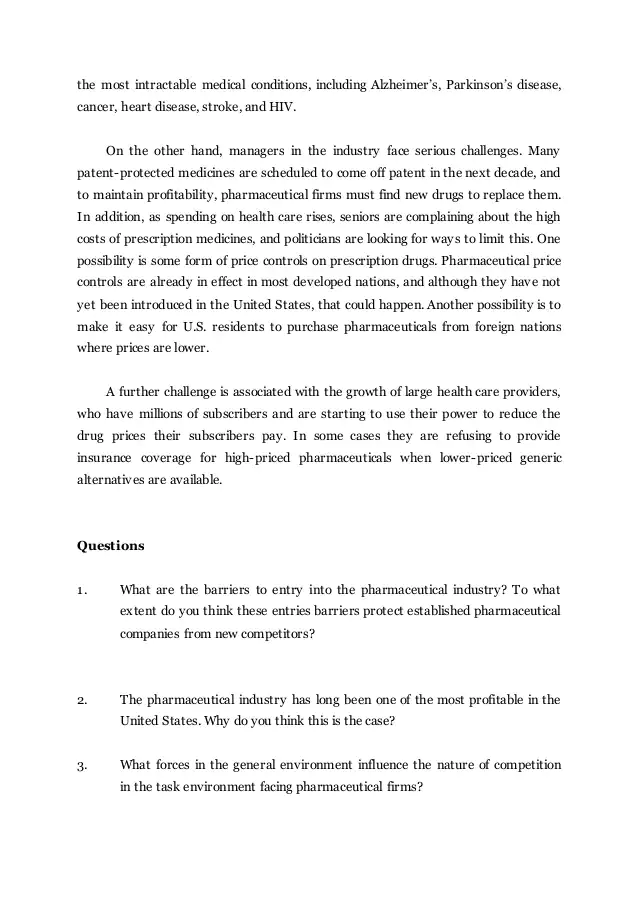 the most intractable medical conditions, including Alzheimer's, Parkinson's disease,
cancer, heart disease, stroke, and HIV.
On the other hand, managers in the industry face serious challenges. Many
patent-protected medicines are scheduled to come off patent in the next decade, and
to maintain profitability, pharmaceutical firms must find new drugs to replace them.
In addition, as spending on health care rises, seniors are complaining about the high
costs of prescription medicines, and politicians are looking for ways to limit this. One
possibility is some form of price controls on prescription drugs. Pharmaceutical price
controls are already in effect in most developed nations, and although they have not
yet been introduced in the United States, that could happen. Another possibility is to
make it easy for U.S. residents to purchase pharmaceuticals from foreign nations
where prices are lower.
A further challenge is associated with the growth of large health care providers,
who have millions of subscribers and are starting to use their power to reduce the
drug prices their subscribers pay. In some cases they are refusing to provide
insurance coverage for high-priced pharmaceuticals when lower-priced generic
alternatives are available.
Questions
1. What are the barriers to entry into the pharmaceutical industry? To what
extent do you think these entries barriers protect established pharmaceutical
companies from new competitors?
2. The pharmaceutical industry has long been one of the most profitable in the
United States. Why do you think this is the case?
3. What forces in the general environment influence the nature of competition
in the task environment facing pharmaceutical firms?